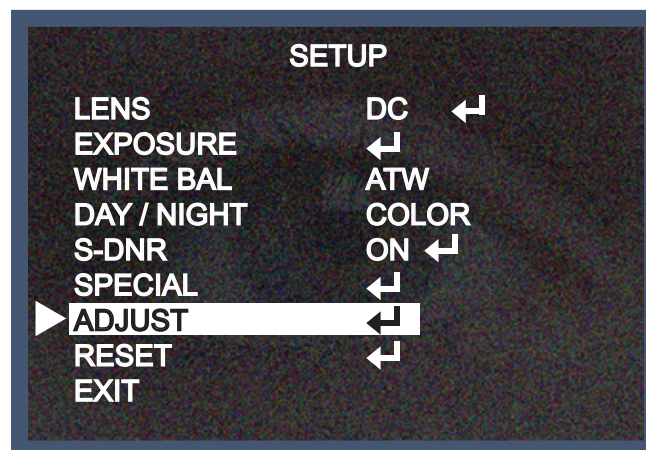 SETUP
LENS DC ↵
EXPOSURE ↵
WHITE BAL ATW
DAY / NIGHT COLOR
S-DNR ON ↵
SPECIAL ↵
ADJUST ↵
RESET ↵
EXIT